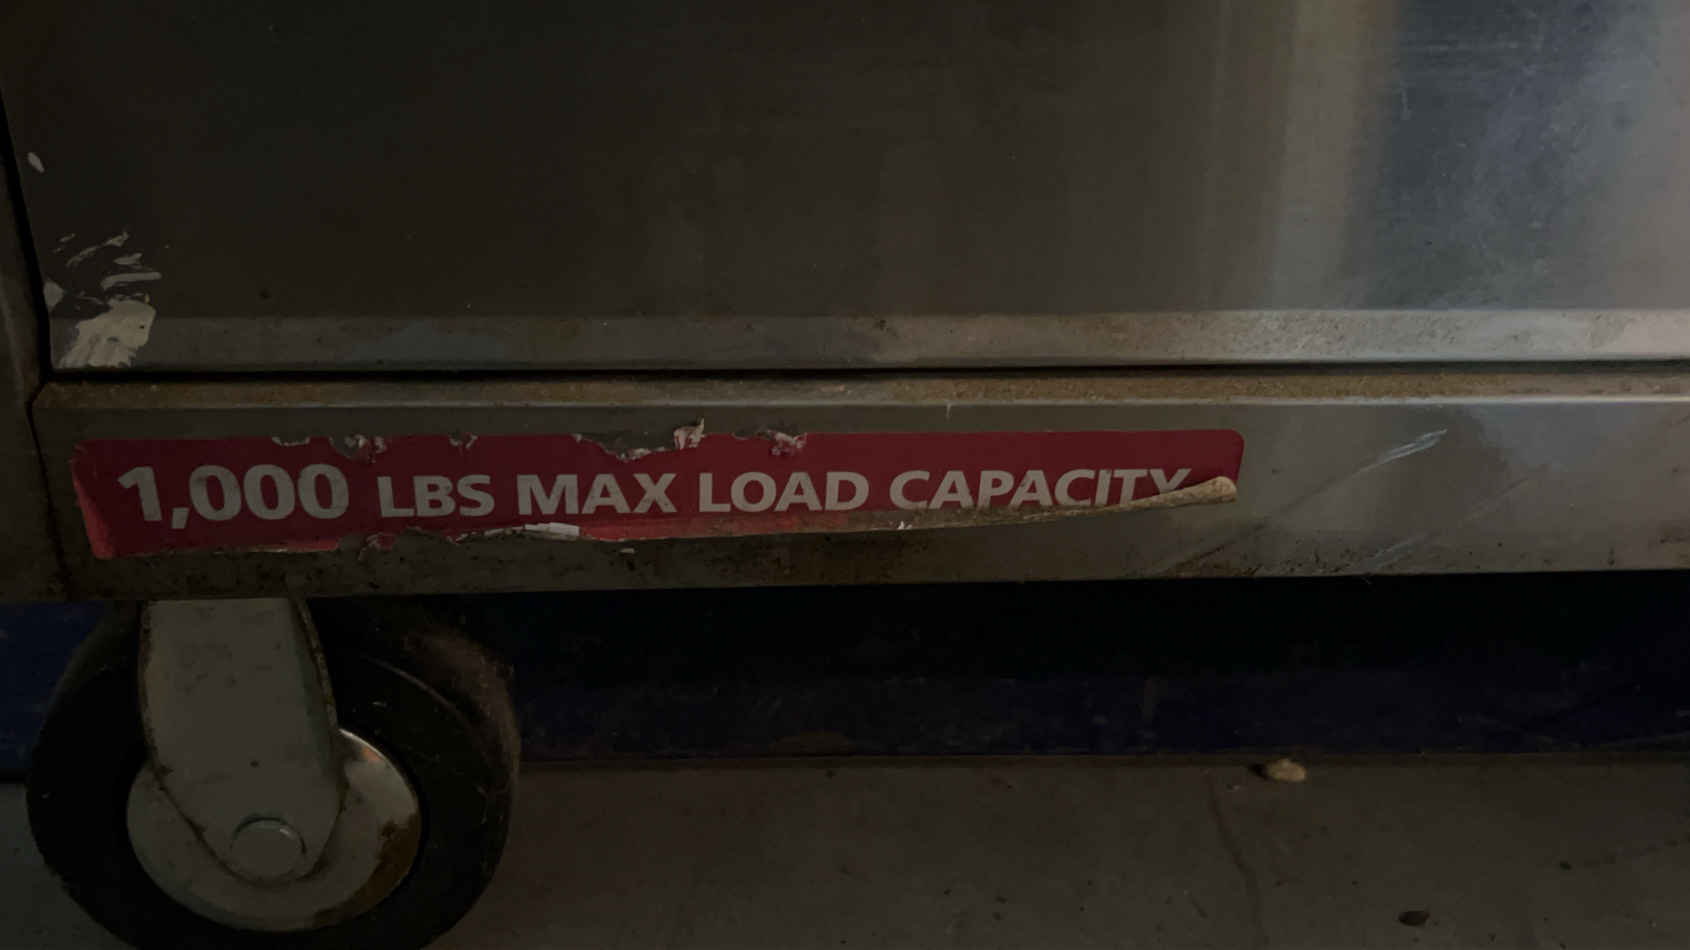 1,000 LBS MAX LOAD CAPACITY